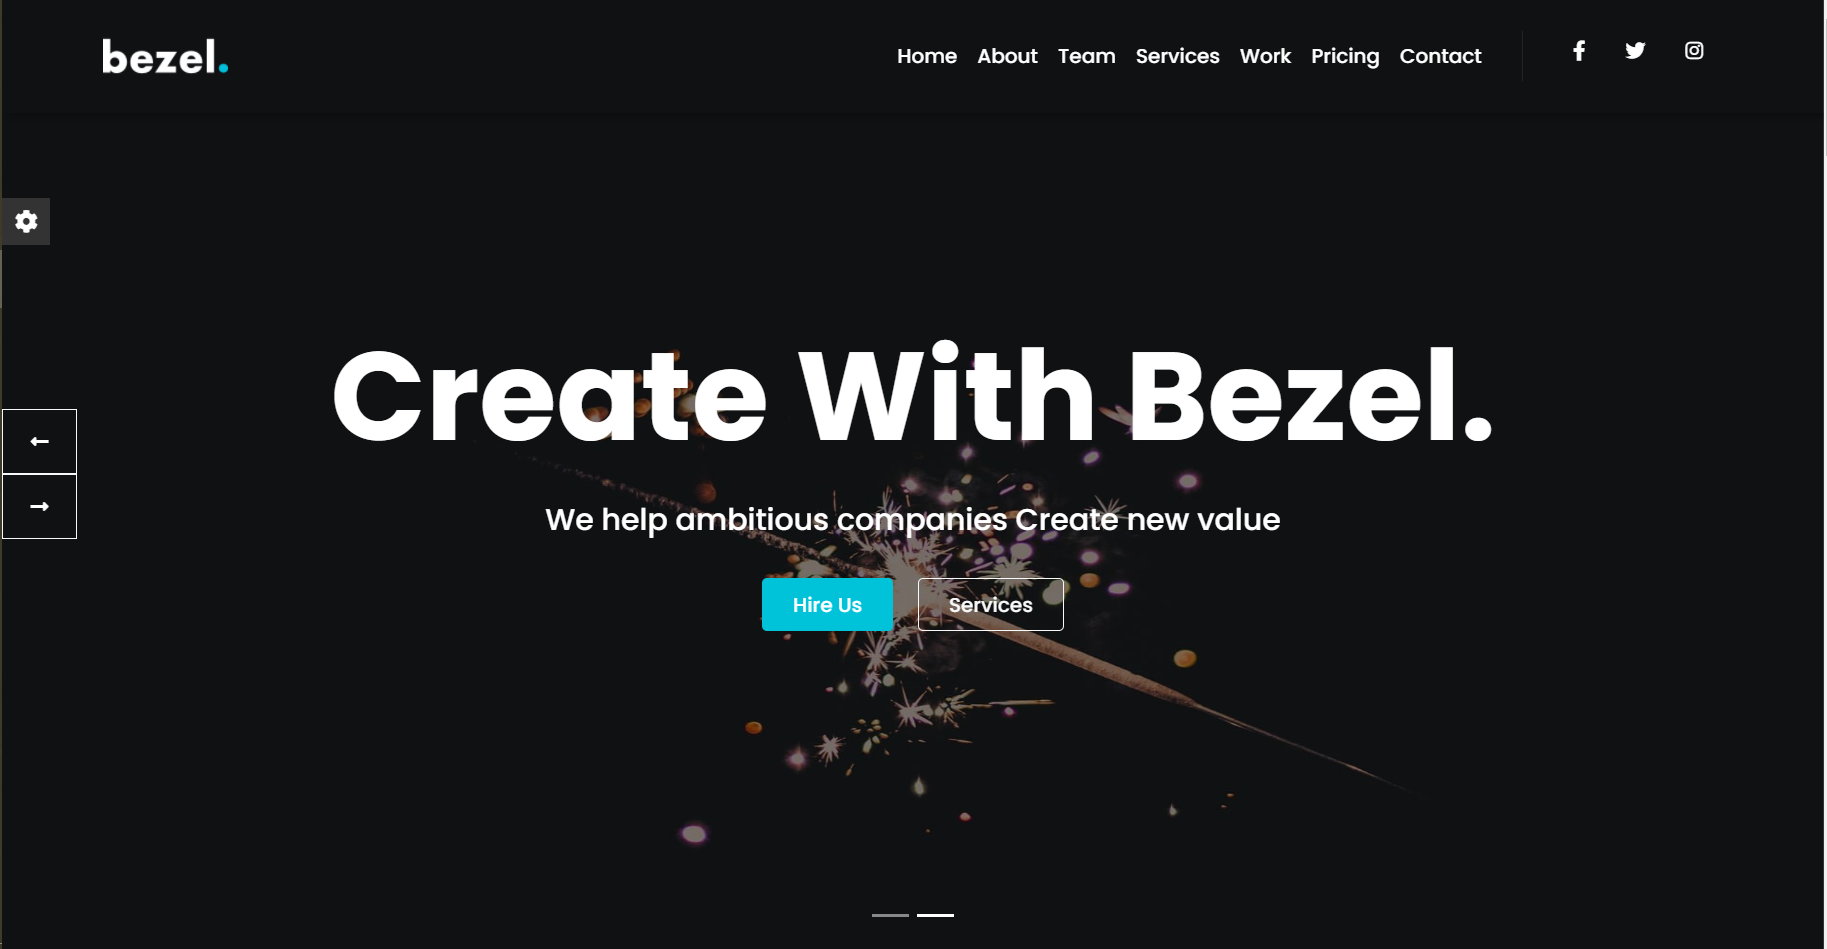 bezel.
Home About Team Services Work Pricing Contact
Create With Bezel.
We help ambitious companies Create new value
Hire Us
Services